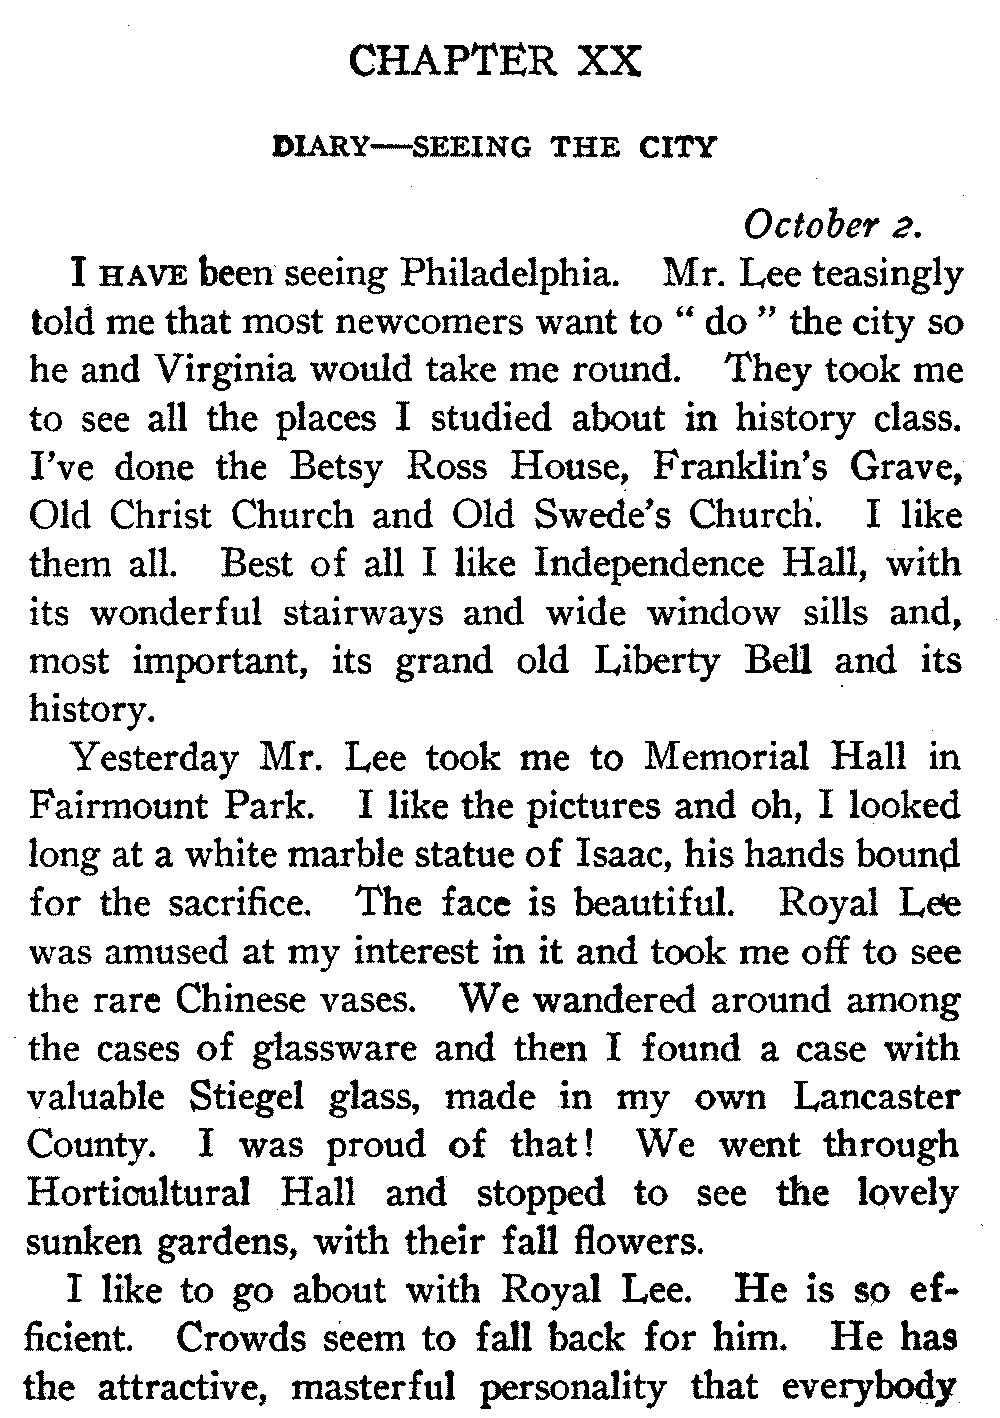 CHAPTER XX
DIARY—SEEING THE CITY
October 2.
I HAVE been seeing Philadelphia. Mr. Lee teasingly
told me that most newcomers want to “ do ” the city so
he and Virginia would take me round. They took me
to see all the places I studied about in history class.
I’ve done the Betsy Ross House, Franklin’s Grave,
Old Christ Church and Old Swede’s Church. I like
them all. Best of all I like Independence Hall, with
its wonderful stairways and wide window sills and,
most important, its grand old Liberty Bell and its
history.
Yesterday Mr. Lee took me to Memorial Hall in
Fairmount Park. I like the pictures and oh, I looked
long at a white marble statue of Isaac, his hands bound
for the sacrifice. The face is beautiful. Royal Lee
was amused at my interest in it and took me off to see
the rare Chinese vases. We wandered around among
the cases of glassware and then I found a case with
valuable Stiegel glass, made in my own Lancaster
County. I was proud of that! We went through
Horticultural Hall and stopped to see the lovely
sunken gardens, with their fall flowers.
I like to go about with Royal Lee. He is so ef-
ficient. Crowds seem to fall back for him. He has
the attractive, masterful personality that everybody